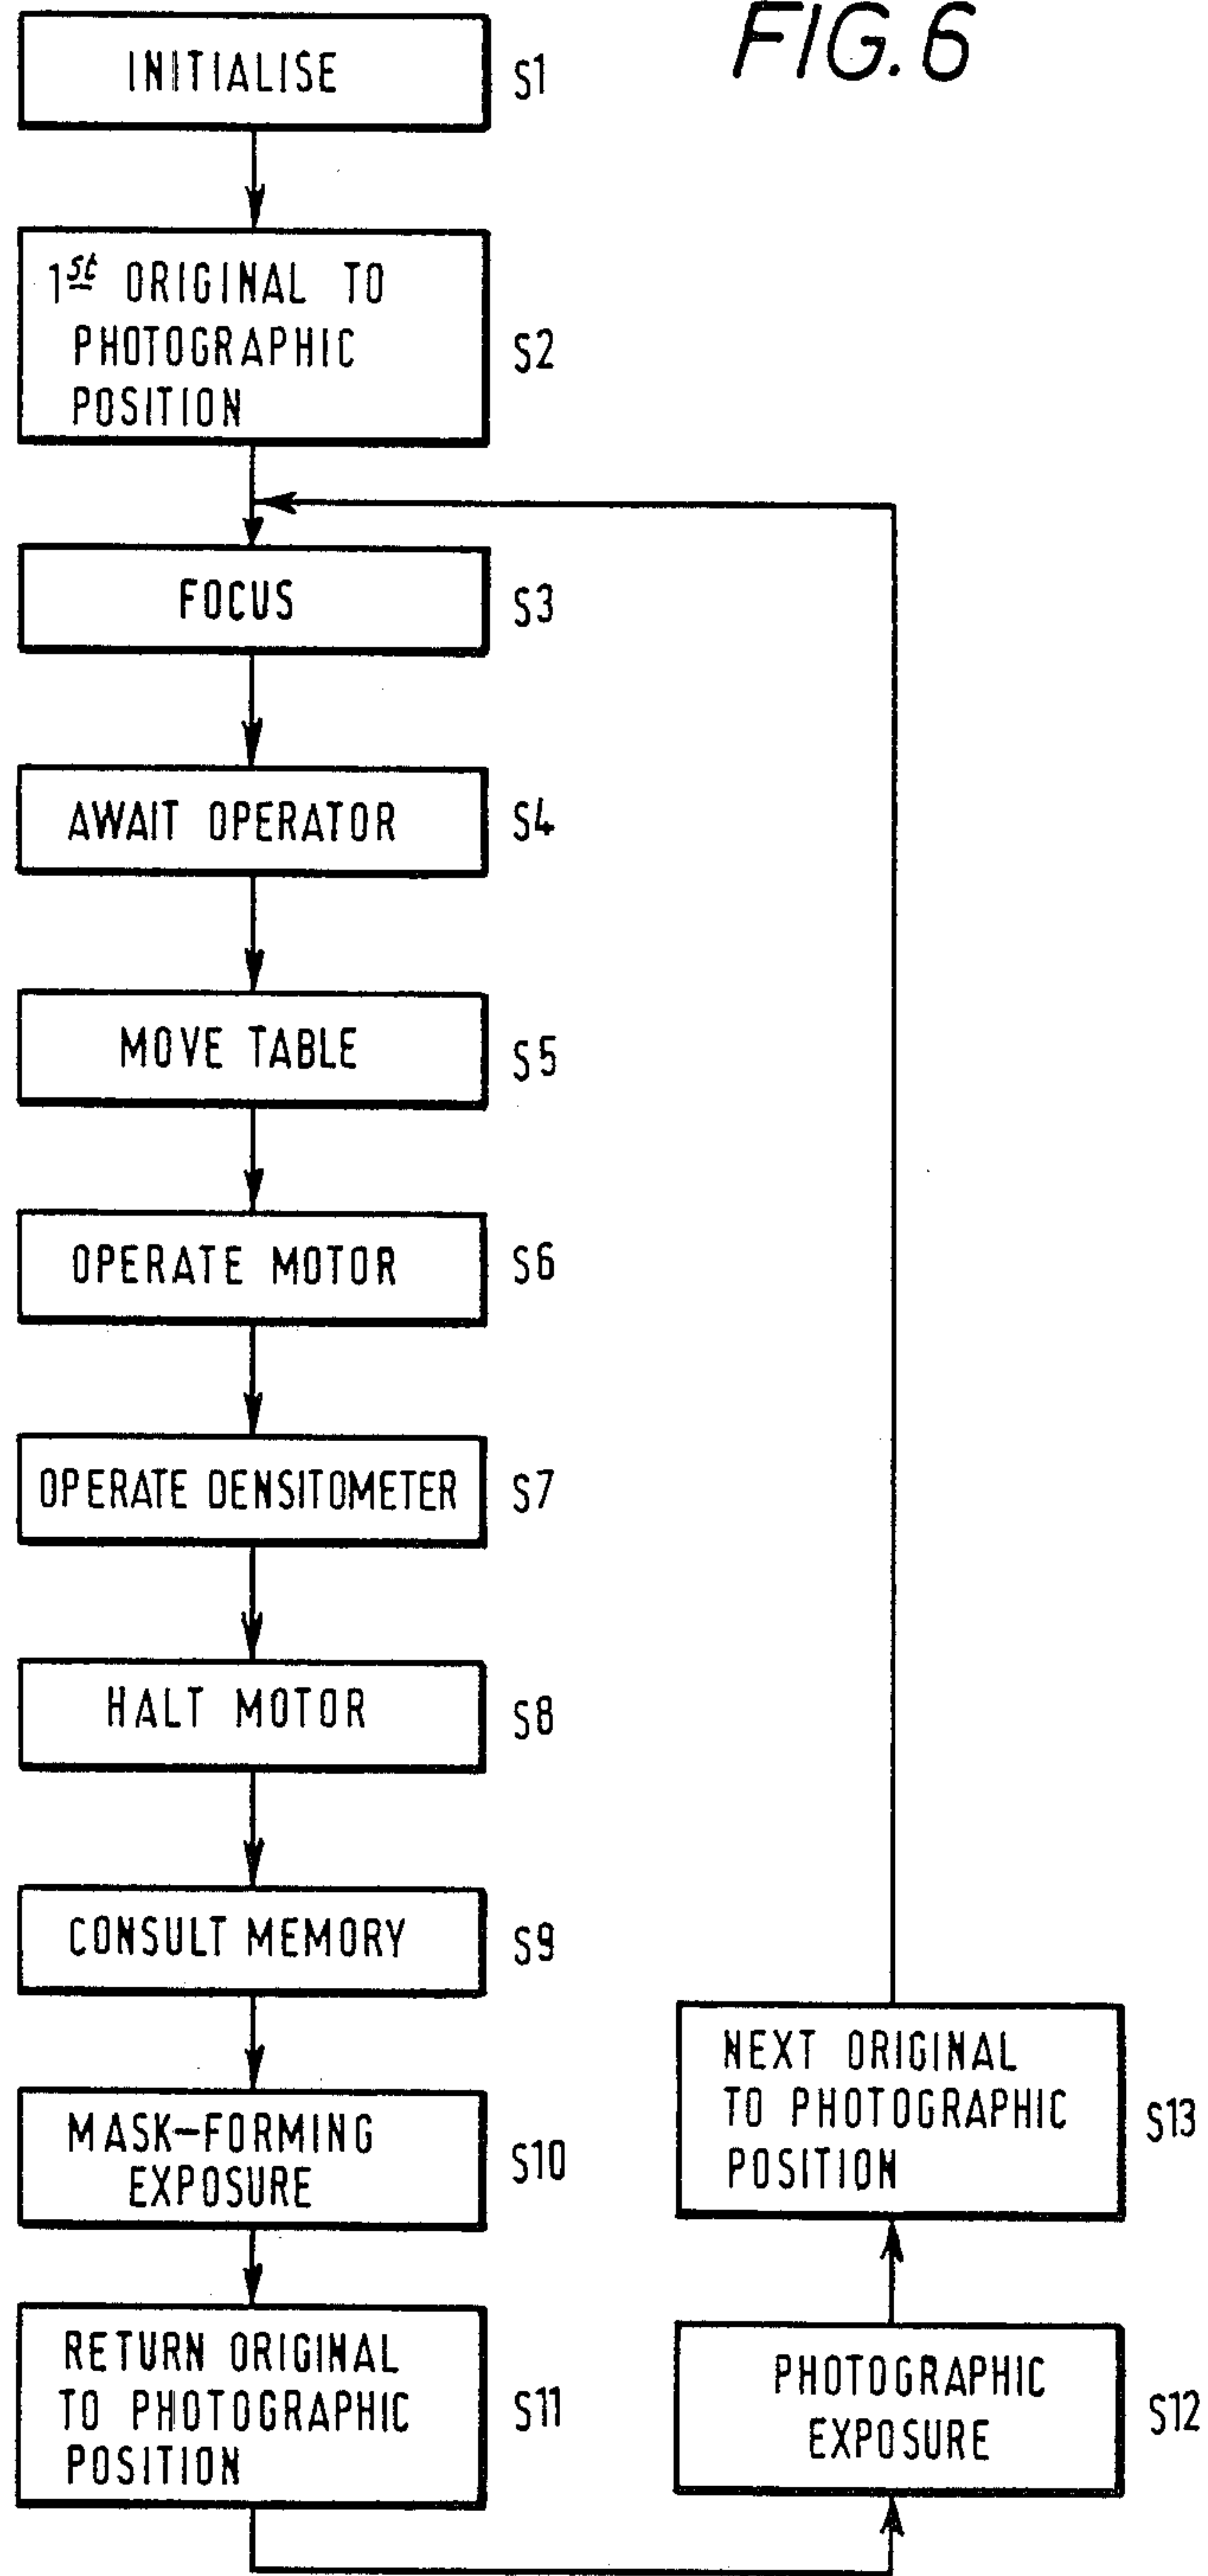 FIG. 6
INITIALISE S1
1st ORIGINAL TO
PHOTOGRAPHIC
POSITION
S2
FOCUS S3
AWAIT OPERATOR S4
MOVE TABLE S5
OPERATE MOTOR S6
OPERATE DENSITOMETER S7
HALT MOTOR S8
CONSULT MEMORY S9
MASK-FORMING
EXPOSURE
S10
RETURN ORIGINAL
TO PHOTOGRAPHIC
POSITION
S11
PHOTOGRAPHIC
EXPOSURE
S12
NEXT ORIGINAL
TO PHOTOGRAPHIC
POSITION
S13